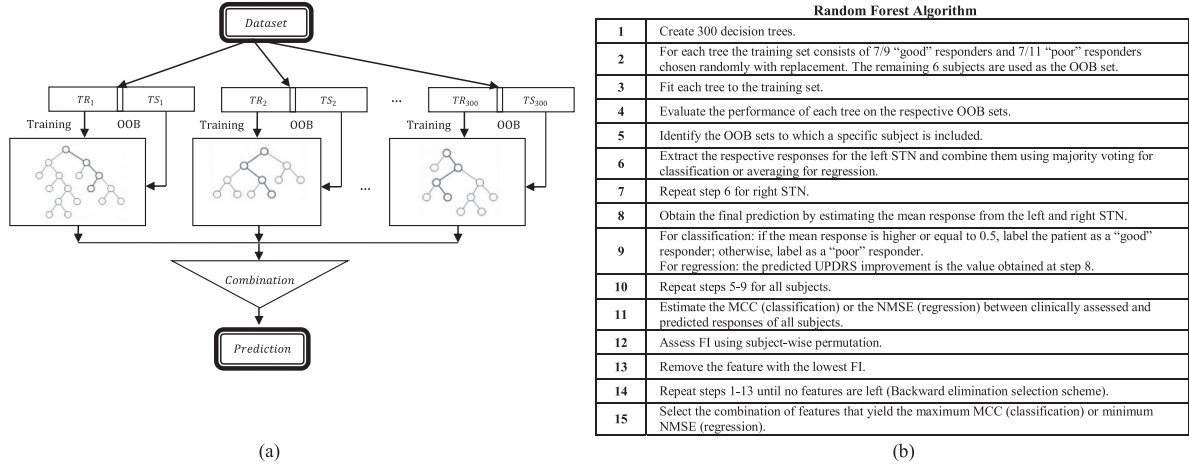 Dataset
TR1 TS1 TR2 TS2 ... TR300 TS300
Training OOB Training OOB Training OOB
...
Combination
Prediction
(a)
Random Forest Algorithm
1 Create 300 decision trees.
2 For each tree the training set consists of 7/9 “good” responders and 7/11 “poor” responders
chosen randomly with replacement. The remaining 6 subjects are used as the OOB set.
3 Fit each tree to the training set.
4 Evaluate the performance of each tree on the respective OOB sets.
5 Identify the OOB sets to which a specific subject is included.
6 Extract the respective responses for the left STN and combine them using majority voting for
classification or averaging for regression.
7 Repeat step 6 for right STN.
8 Obtain the final prediction by estimating the mean response from the left and right STN.
9 For classification: if the mean response is higher or equal to 0.5, label the patient as a “good”
responder; otherwise, label as a “poor” responder.
For regression: the predicted UPDRS improvement is the value obtained at step 8.
10 Repeat steps 5-9 for all subjects.
11 Estimate the MCC (classification) or the NMSE (regression) between clinically assessed and
predicted responses of all subjects.
12 Assess FI using subject-wise permutation.
13 Remove the feature with the lowest FI.
14 Repeat steps 1-13 until no features are left (Backward elimination selection scheme).
15 Select the combination of features that yield the maximum MCC (classification) or minimum
NMSE (regression).
(b)